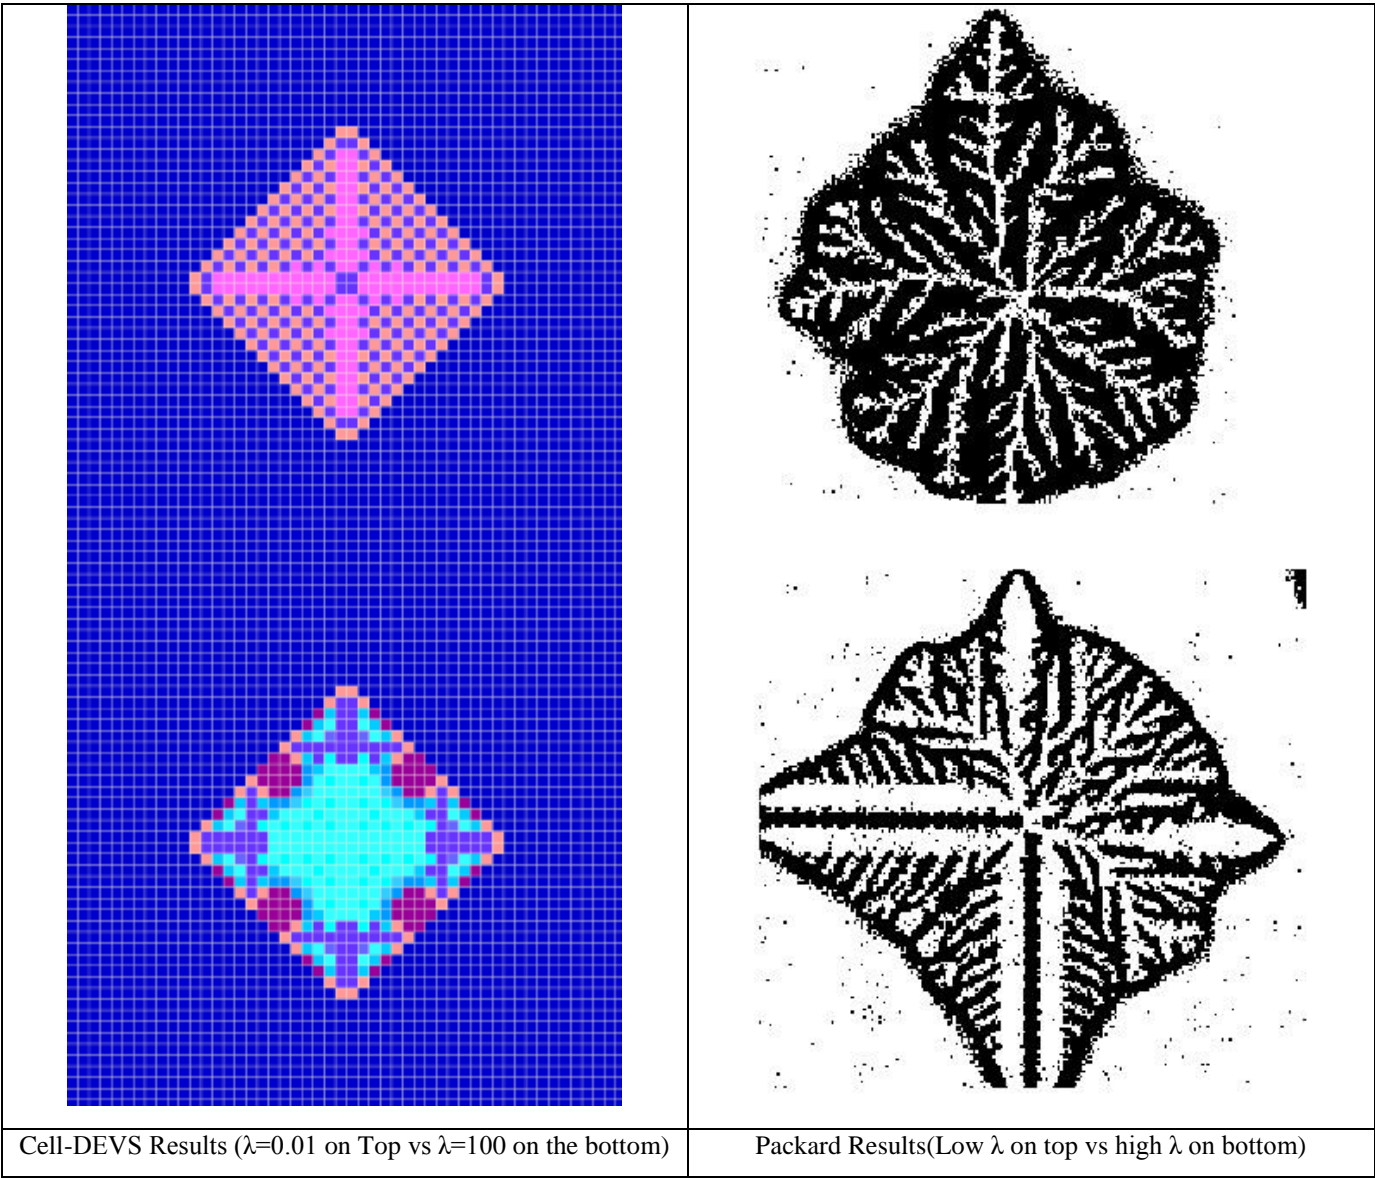 Cell-DEVS Results (λ=0.01 on Top vs λ=100 on the bottom)
Packard Results(Low λ on top vs high λ on bottom)